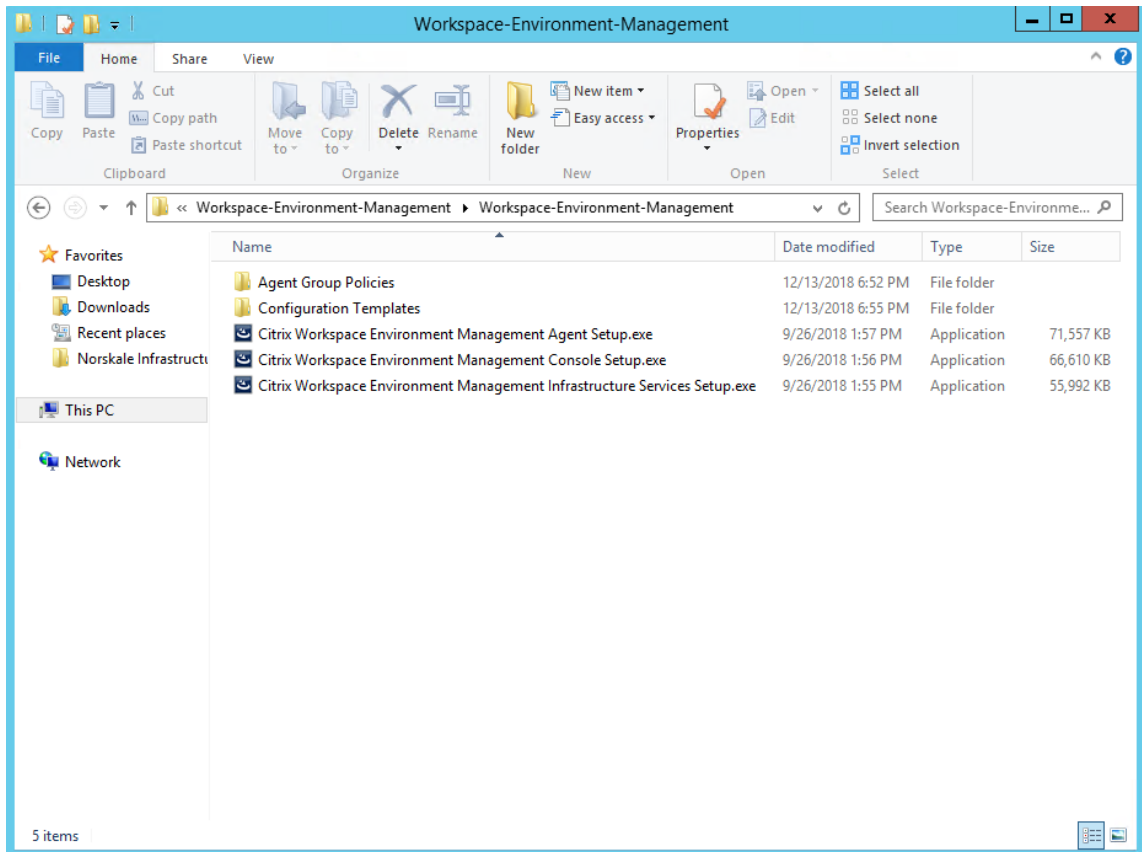 Workspace-Environment-Management
File Home Share View
Copy
Paste
Cut
Copy path
Paste shortcut
Clipboard
Move to
Copy to
Delete
Rename
Organize
New folder
New item
Easy access
New
Properties
Open
Edit
Open
Select all
Select none
Invert selection
Select
« Workspace-Environment-Management Workspace-Environment-Management
Search Workspace-Environme...
Favorites
Desktop
Downloads
Recent places
Norskale Infrastructu
This PC
Network
Name Date modified Type Size
Agent Group Policies 12/13/2018 6:52 PM File folder
Configuration Templates 12/13/2018 6:55 PM File folder
Citrix Workspace Environment Management Agent Setup.exe 9/26/2018 1:57 PM Application 71,557 KB
Citrix Workspace Environment Management Console Setup.exe 9/26/2018 1:56 PM Application 66,610 KB
Citrix Workspace Environment Management Infrastructure Services Setup.exe 9/26/2018 1:55 PM Application 55,992 KB
5 items